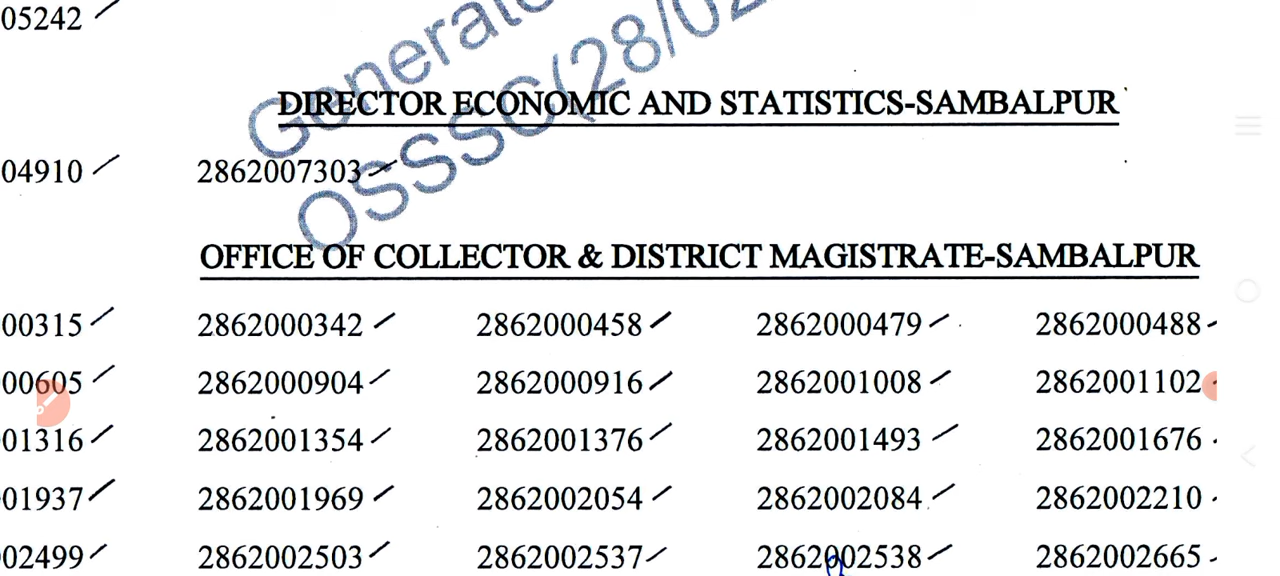 05242
Generate
OSSSC(28/02
DIRECTOR ECONOMIC AND STATISTICS-SAMBALPUR
04910 2862007303
OFFICE OF COLLECTOR & DISTRICT MAGISTRATE-SAMBALPUR
00315 2862000342 2862000458 2862000479 2862000488
00605 2862000904 2862000916 2862001008 2862001102
01316 2862001354 2862001376 2862001493 2862001676
01937 2862001969 2862002054 2862002084 2862002210
02499 2862002503 2862002537 2862002538 2862002665